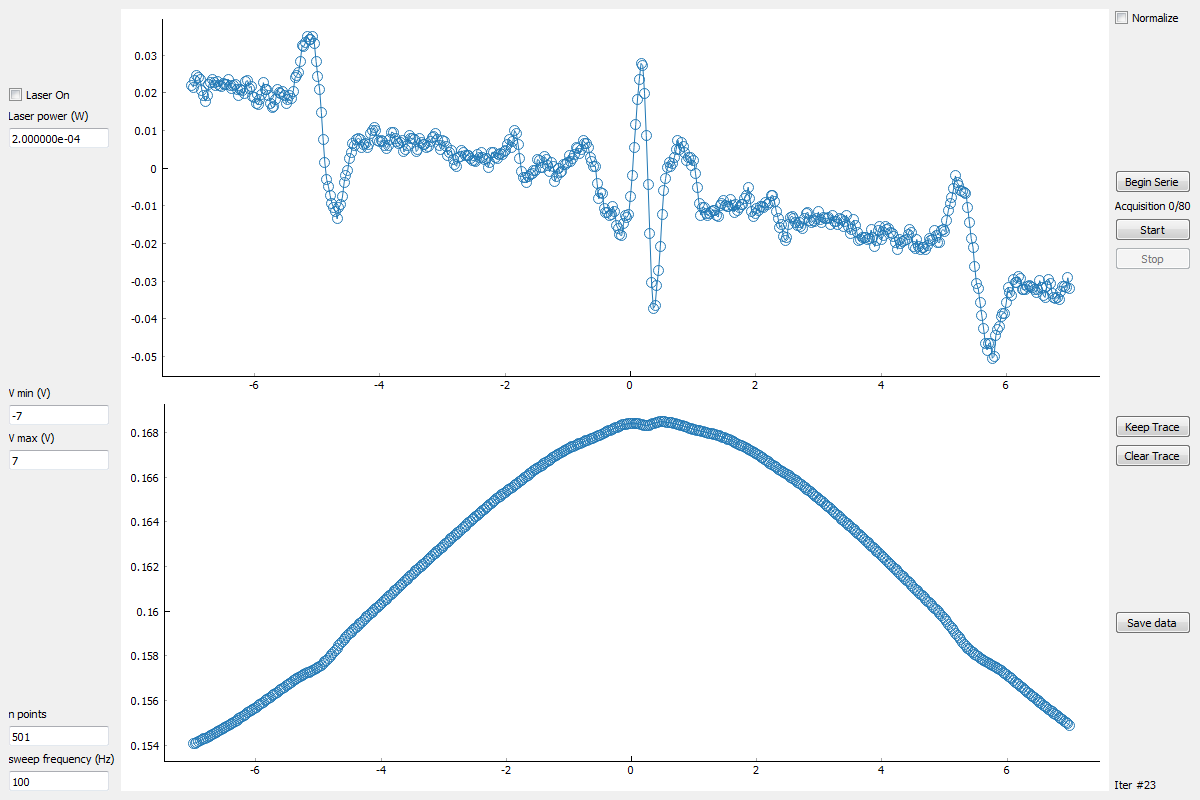 Laser On
Laser power (W)
2.000000e-04
V min (V)
-7
V max (V)
7
n points
501
sweep frequency (Hz)
100
0.03
0.02
0.01
0
-0.01
-0.02
-0.03
-0.04
-0.05
-6 -4 -2 0 2 4 6
0.168
0.166
0.164
0.162
0.16
0.158
0.156
0.154
-6 -4 -2 0 2 4 6
Normalize
Begin Serie
Acquisition 0/80
Start
Stop
Keep Trace
Clear Trace
Save data
Iter #23